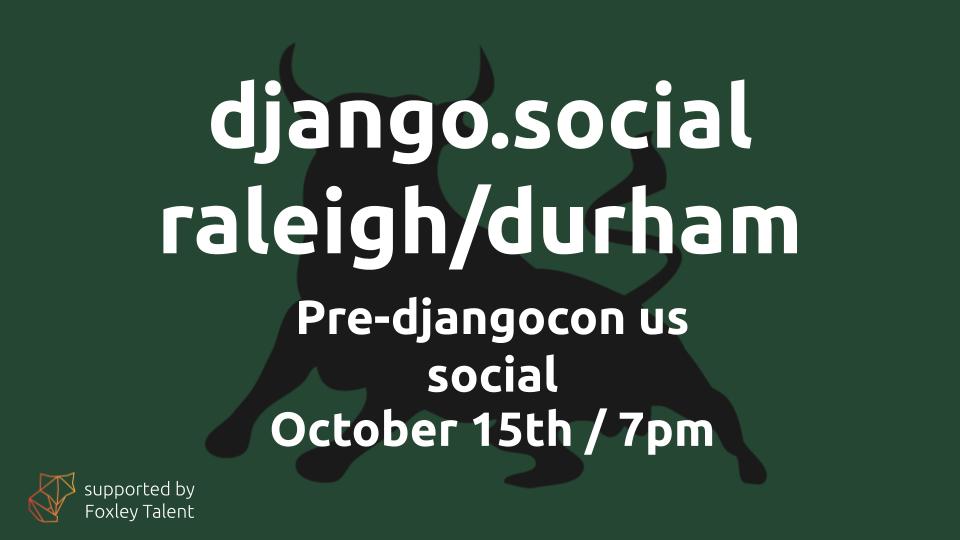 django.social
raleigh/durham
Pre-djangocon us
social
October 15th / 7pm
supported by
Foxley Talent